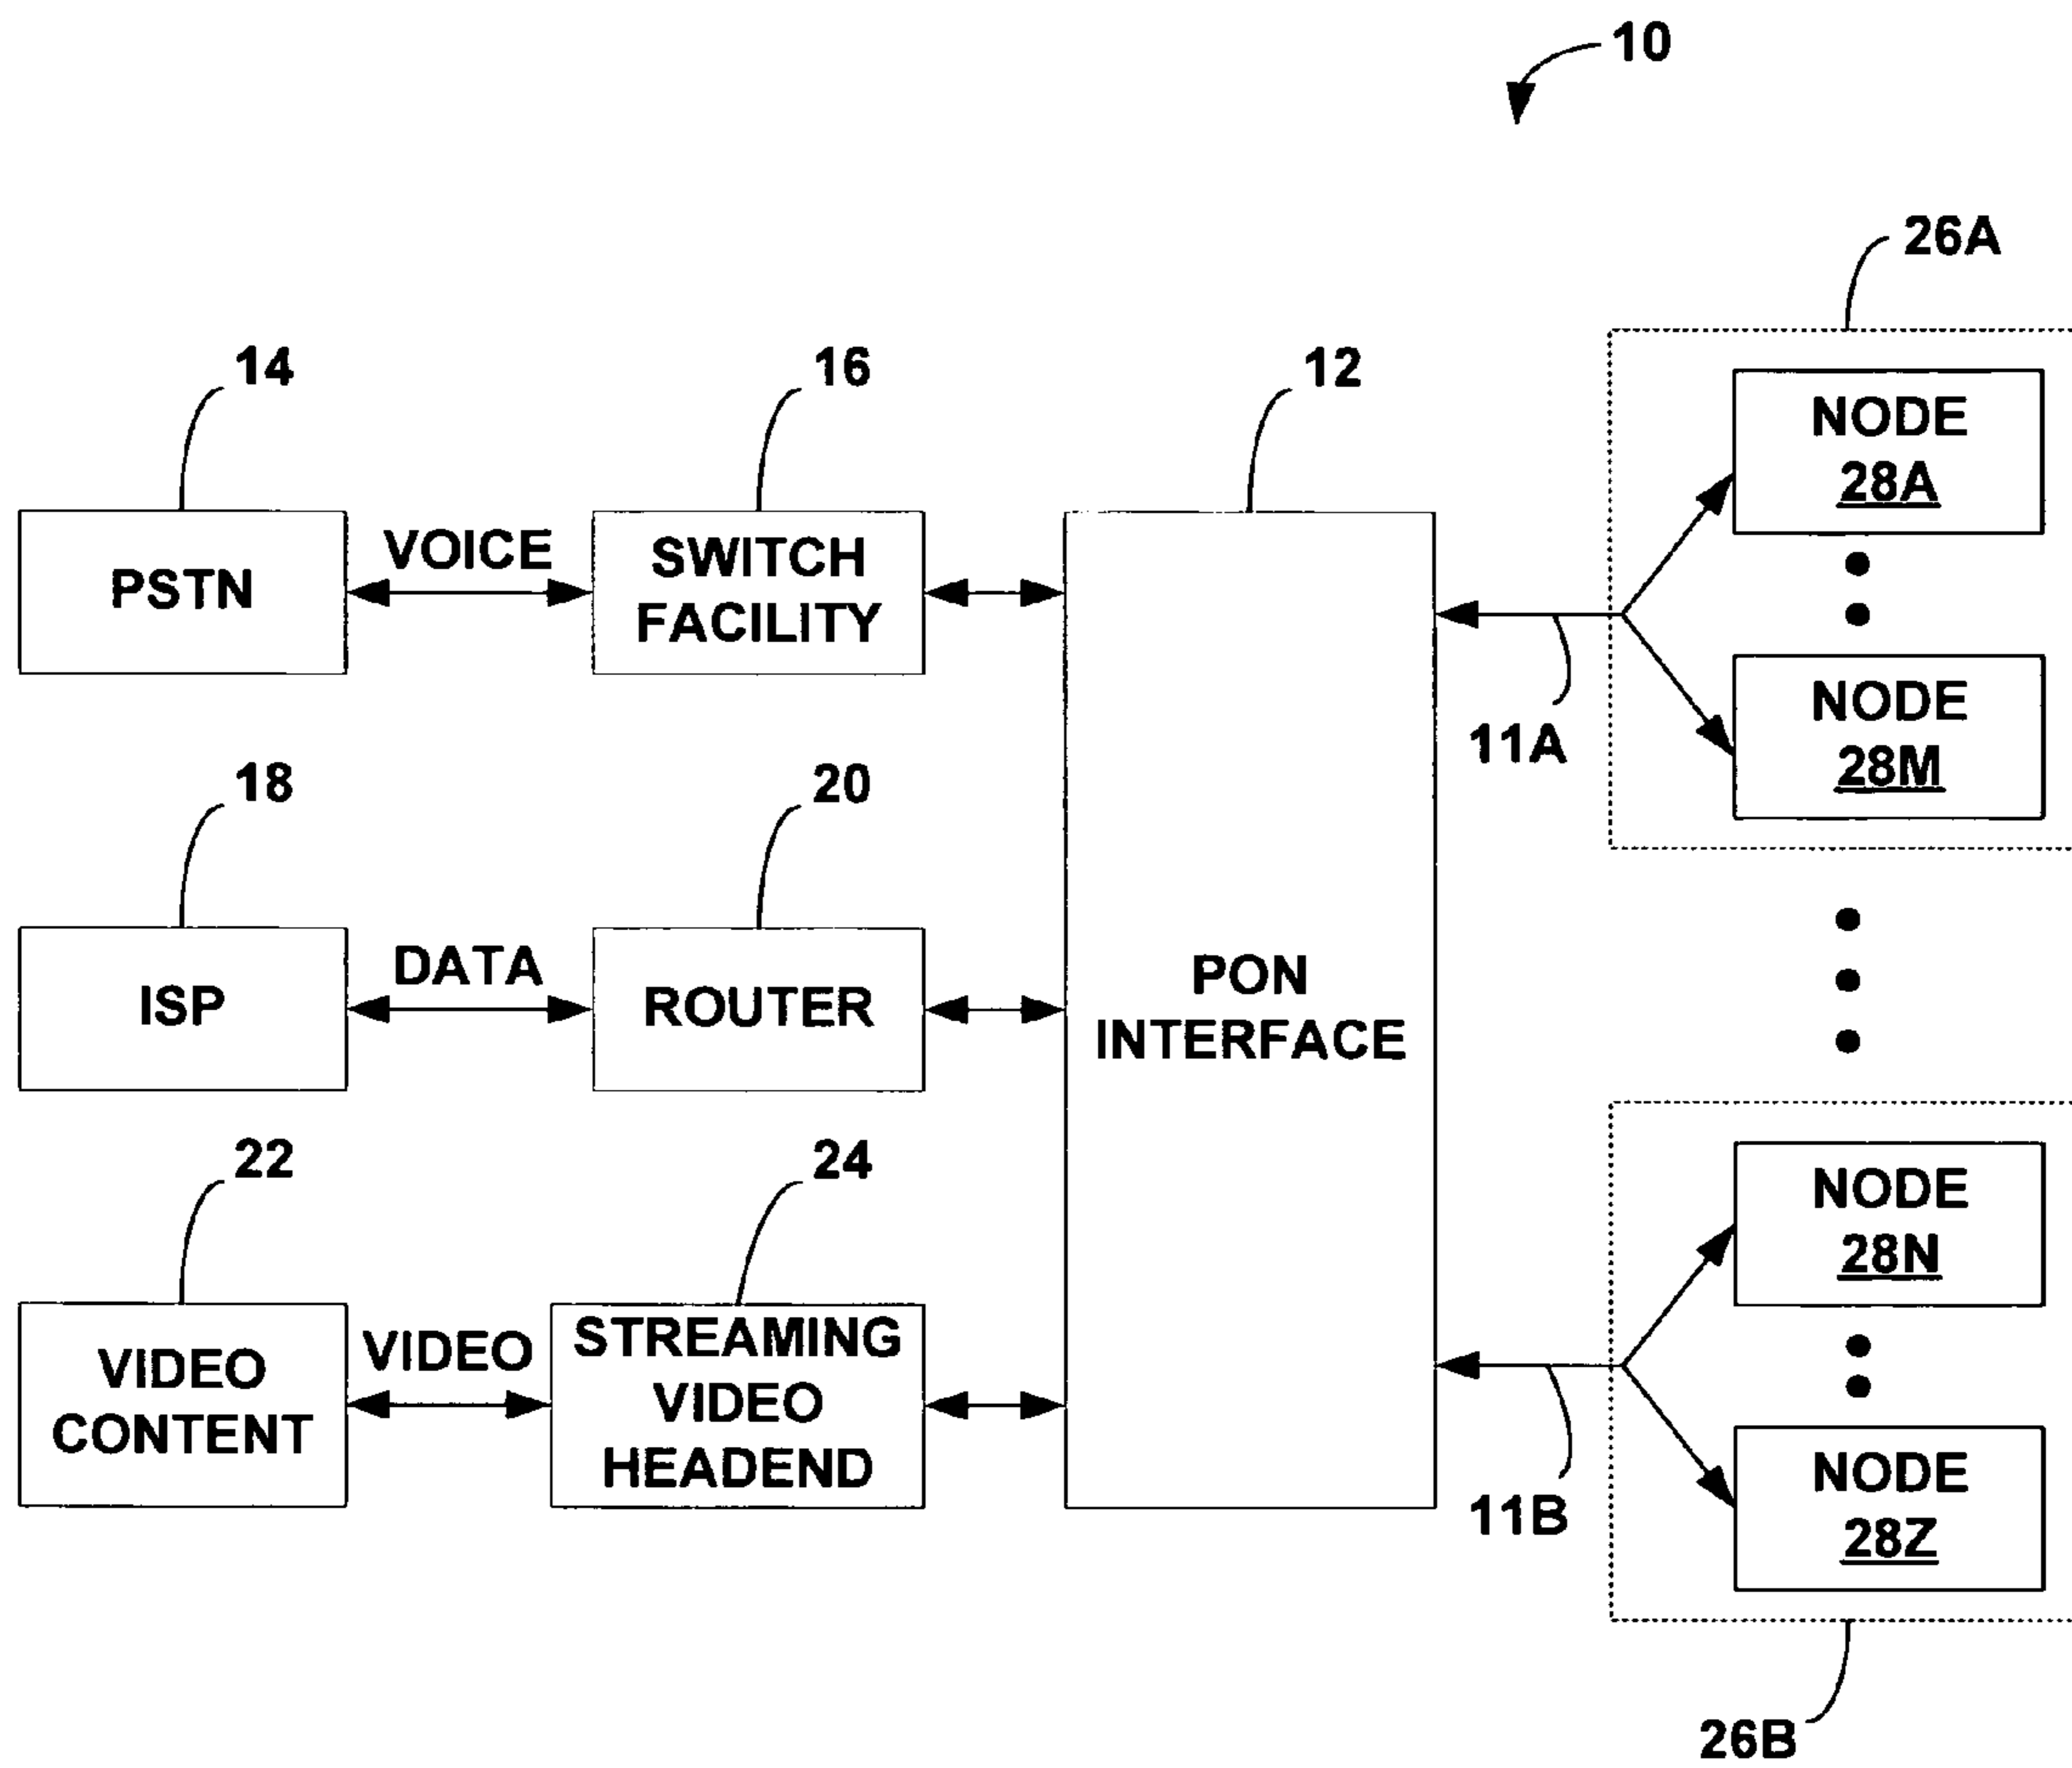 10
26A
14
16
12
NODE
28A
VOICE
PSTN
SWITCH
FACILITY
NODE
28M
11A
18
20
DATA
ISP
ROUTER
PON
INTERFACE
22
24
NODE
28N
VIDEO
CONTENT
VIDEO
STREAMING
VIDEO
HEADEND
NODE
28Z
11B
26B